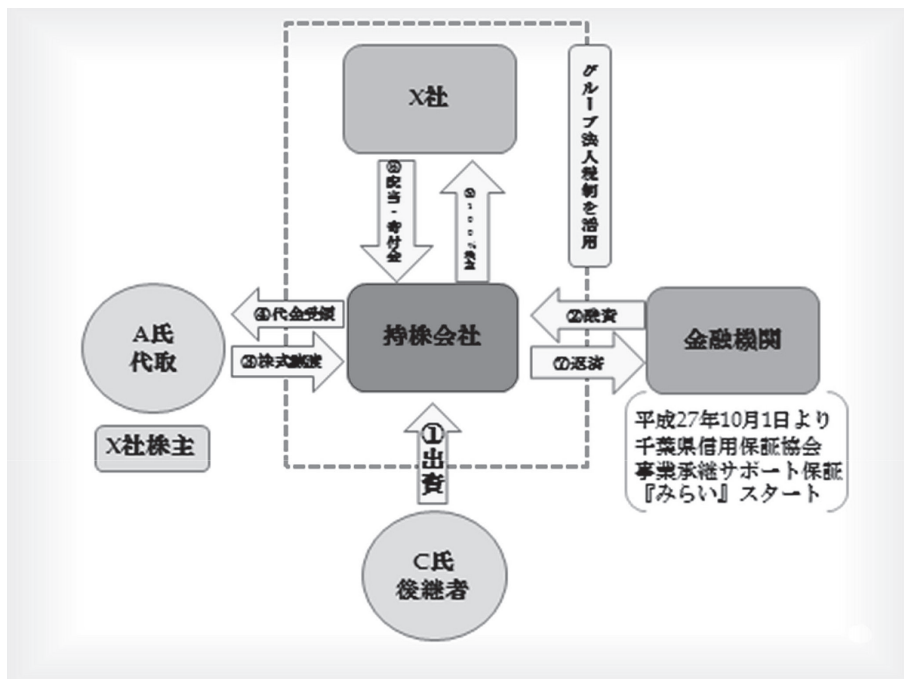 X社
グループ法人税制を活用
⑥配当・寄付金
⑤100%株主
④代金受領
③株式譲渡
A氏
代取
X社株主
持株会社
②融資
⑦返済
金融機関
平成27年10月1日より
千葉県信用保証協会
事業承継サポート保証
『みらい』スタート
①出資
C氏
後継者